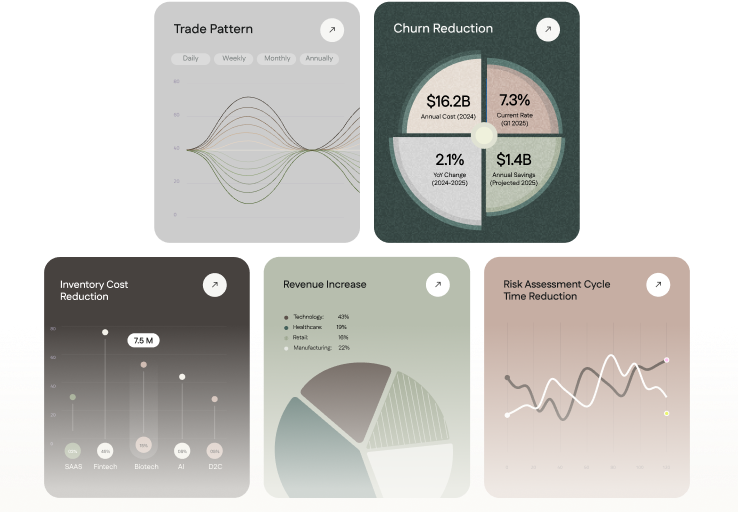 Trade Pattern
Daily
Weekly
Monthly
Annually
60
40
20
0
Churn Reduction
$16.2B
Annual Cost (2024)
7.3%
Current Rate
(Q1 2025)
2.1%
YoY Change
(2024-2025)
$1.4B
Annual Savings
(Projected 2025)
Inventory Cost
Reduction
7.5 M
SAAS
Fintech
Biotech
AI
D2C
Revenue Increase
Technology: 43%
Healthcare: 19%
Retail: 16%
Manufacturing: 22%
Risk Assessment Cycle
Time Reduction